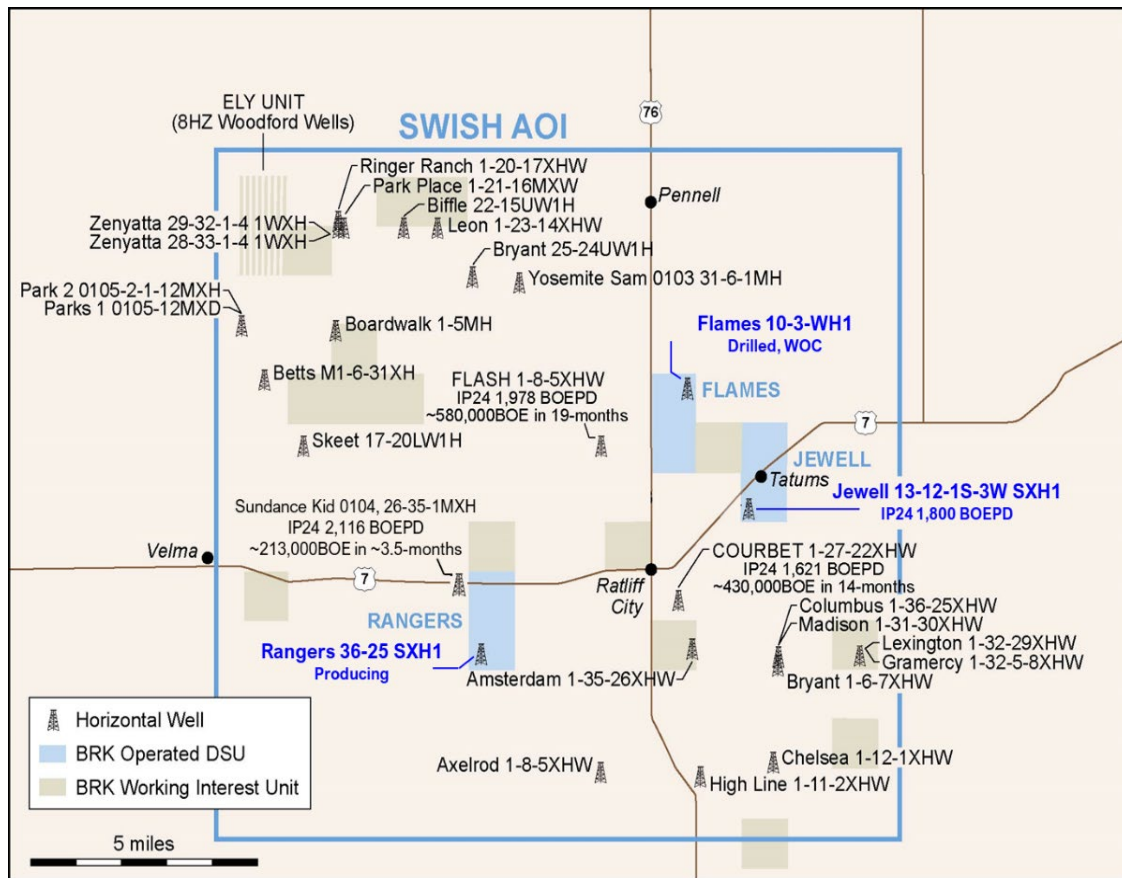 ELY UNIT
(8HZ Woodford Wells)
SWISH AOI
76
7
Ringer Ranch 1-20-17XHW
Park Place 1-21-16MXW
Biffle 22-15UW1H
Leon 1-23-14XHW
Zenyatta 29-32-1-4 1WXH
Zenyatta 28-33-1-4 1WXH
Pennell
Bryant 25-24UW1H
Yosemite Sam 0103 31-6-1MH
Park 2 0105-2-1-12MXH
Parks 1 0105-12MXD
Boardwalk 1-5MH
Flames 10-3-WH1
Drilled, WOC
Betts M1-6-31XH
FLASH 1-8-5XHW
IP24 1,978 BOEPD
~580,000BOE in 19-months
FLAMES
7
Skeet 17-20LW1H
JEWELL
Tatums
Jewell 13-12-1S-3W SXH1
IP24 1,800 BOEPD
Sundance Kid 0104, 26-35-1MXH
IP24 2,116 BOEPD
~213,000BOE in ~3.5-months
Velma
7
COURBET 1-27-22XHW
IP24 1,621 BOEPD
~430,000BOE in 14-months
Ratliff
City
RANGERS
Columbus 1-36-25XHW
Madison 1-31-30XHW
Lexington 1-32-29XHW
Gramercy 1-32-5-8XHW
Bryant 1-6-7XHW
Rangers 36-25 SXH1
Producing
Amsterdam 1-35-26XHW
Horizontal Well
BRK Operated DSU
BRK Working Interest Unit
Axelrod 1-8-5XHW
Chelsea 1-12-1XHW
High Line 1-11-2XHW
5 miles